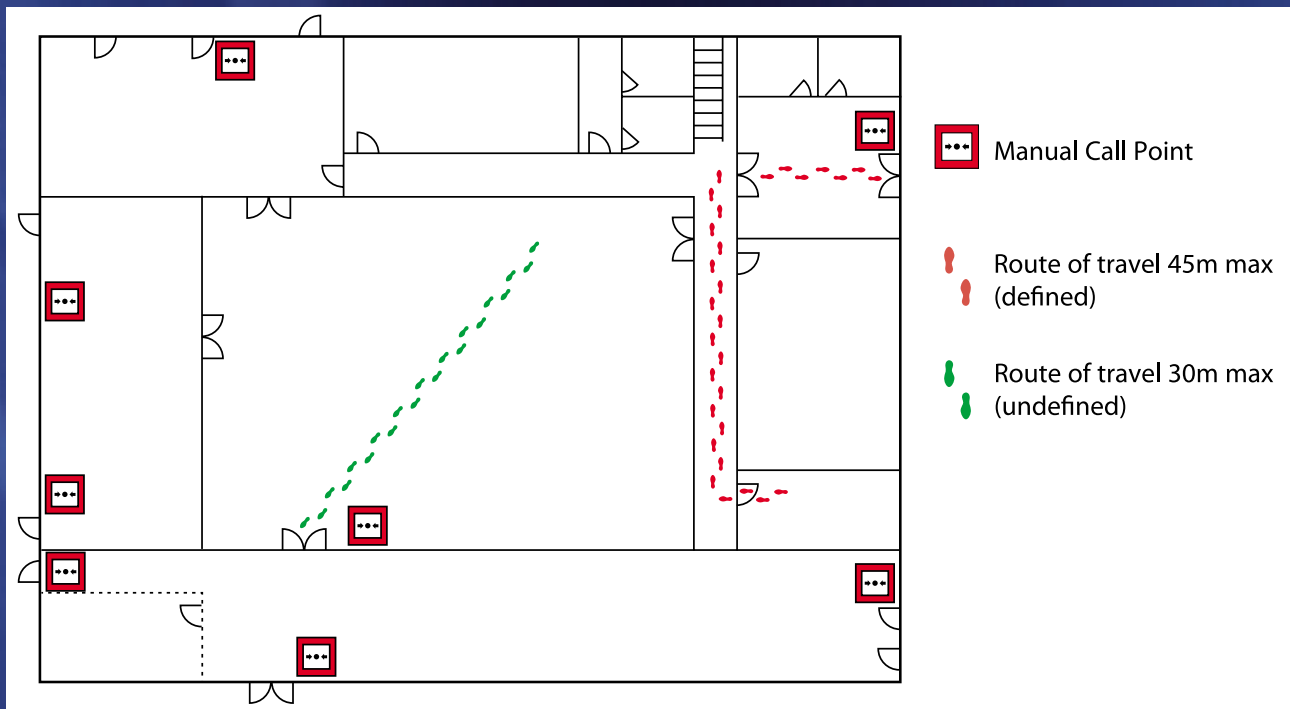 Manual Call Point
Route of travel 45m max
(defined)
Route of travel 30m max
(undefined)